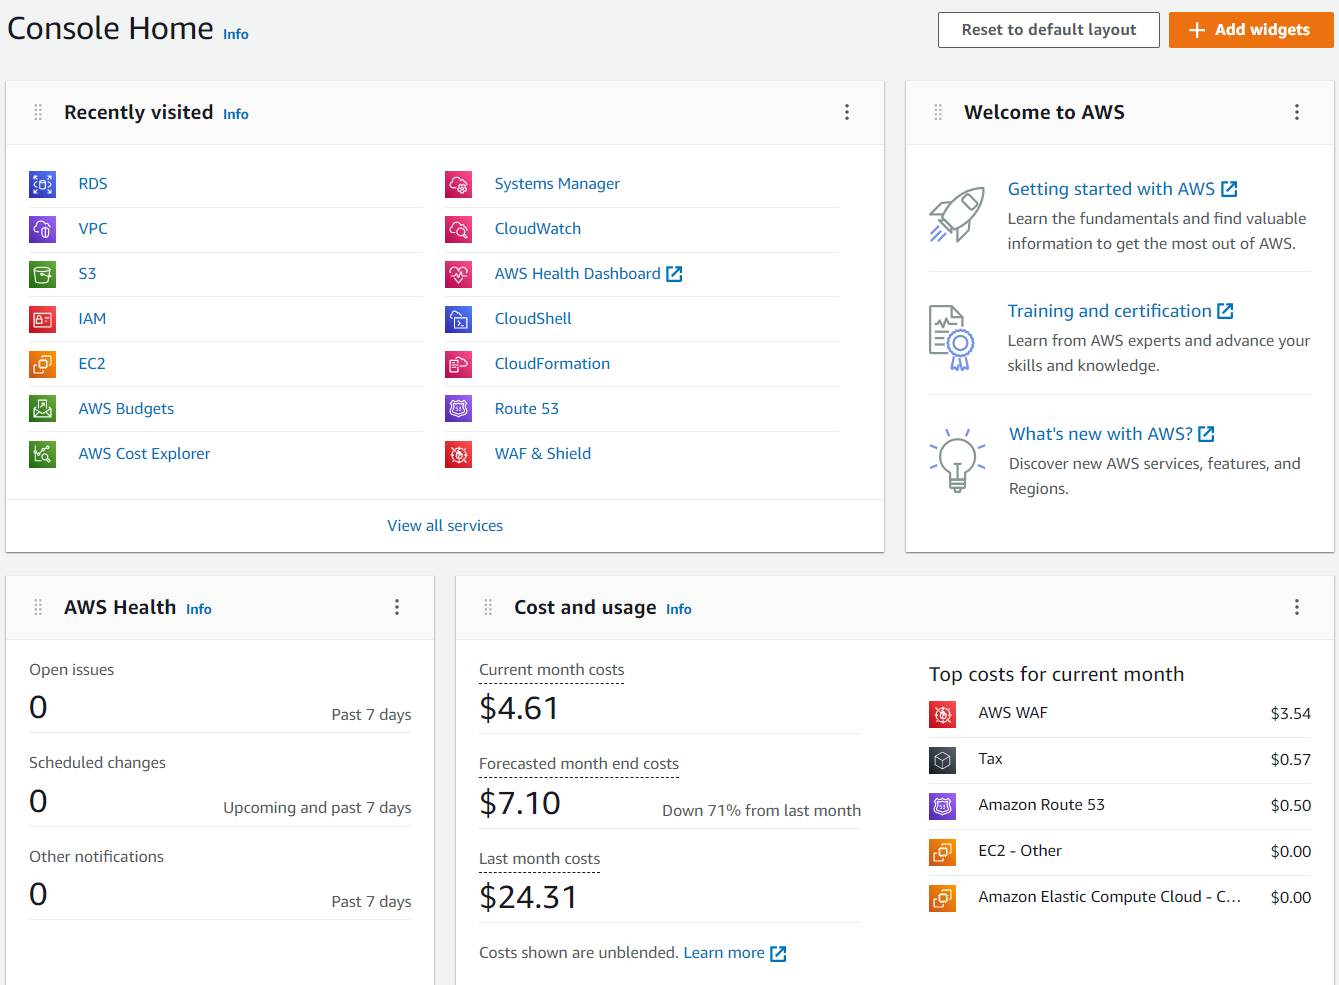 Console Home Info
Reset to default layout
Add widgets
Recently visited Info
RDS
VPC
S3
IAM
EC2
AWS Budgets
AWS Cost Explorer
Systems Manager
CloudWatch
AWS Health Dashboard
CloudShell
CloudFormation
Route 53
WAF & Shield
View all services
Welcome to AWS
Getting started with AWS
Learn the fundamentals and find valuable
information to get the most out of AWS.
Training and certification
Learn from AWS experts and advance your
skills and knowledge.
What's new with AWS?
Discover new AWS services, features, and
Regions.
AWS Health Info
Open issues
0 Past 7 days
Scheduled changes
0 Upcoming and past 7 days
Other notifications
0 Past 7 days
Cost and usage Info
Current month costs
$4.61
Forecasted month end costs
$7.10 Down 71% from last month
Last month costs
$24.31
Costs shown are unblended. Learn more
Top costs for current month
AWS WAF $3.54
Tax $0.57
Amazon Route 53 $0.50
EC2 - Other $0.00
Amazon Elastic Compute Cloud - C... $0.00